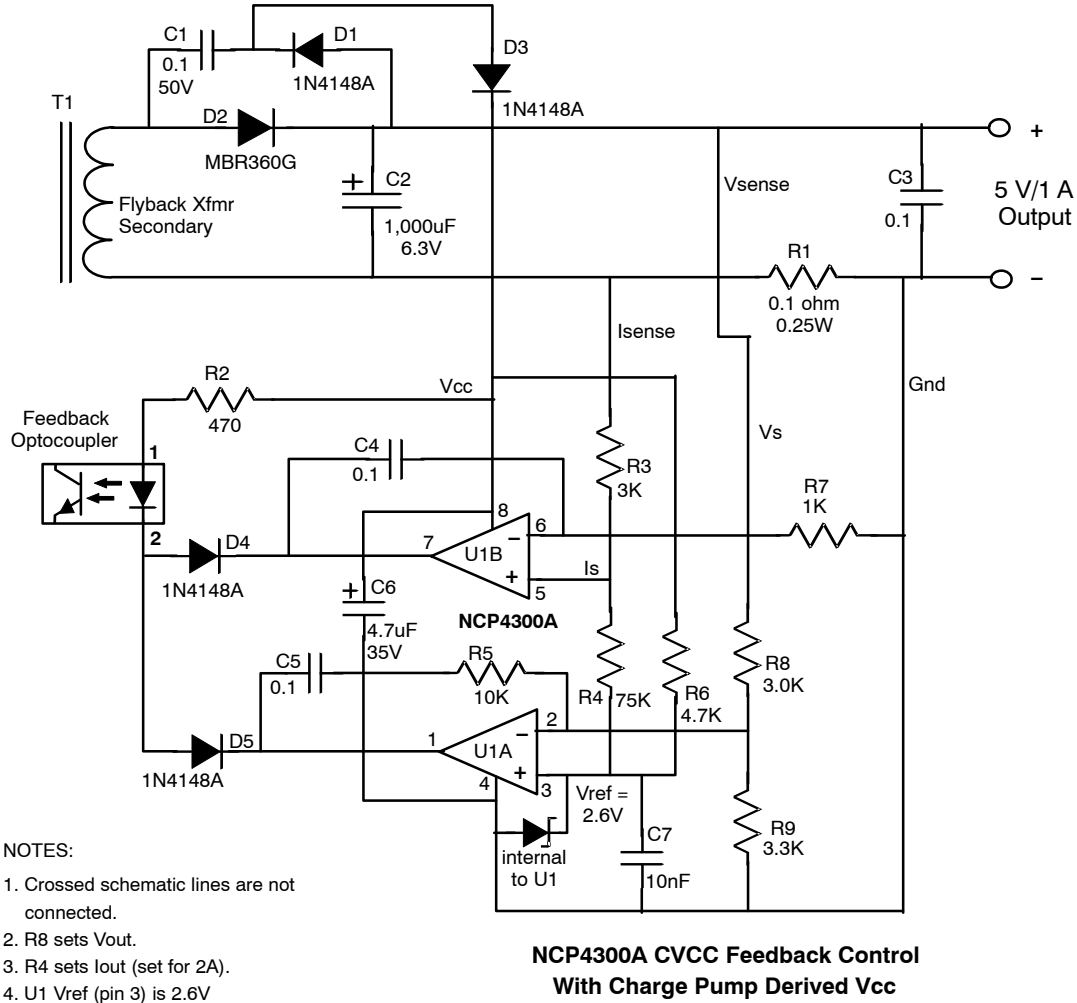 C1
0.1
50V
D1
1N4148A
D3
1N4148A
T1
D2
MBR360G
Flyback Xfmr
Secondary
+
C2
1,000uF
6.3V
Vsense
C3
0.1
+
5 V/1 A
Output
–
R1
0.1 ohm
0.25W
Isense
Gnd
R2
470
Vcc
Feedback
Optocoupler
1
2
C4
0.1
R3
3K
Vs
R7
1K
D4
1N4148A
7
8
U1B
–
+
6
5
Is
NCP4300A
+
C6
4.7uF
35V
C5
0.1
R5
10K
R4
75K
R6
4.7K
R8
3.0K
D5
1N4148A
1
U1A
–
+
2
3
4
Vref =
2.6V
internal
to U1
C7
10nF
R9
3.3K
NOTES:
1. Crossed schematic lines are not
connected.
2. R8 sets Vout.
3. R4 sets Iout (set for 2A).
4. U1 Vref (pin 3) is 2.6V
NCP4300A CVCC Feedback Control
With Charge Pump Derived Vcc